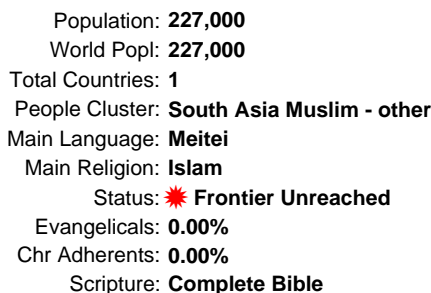 Population: 227,000
World Popl: 227,000
Total Countries: 1
People Cluster: South Asia Muslim - other
Main Language: Meitei
Main Religion: Islam
Status: Frontier Unreached
Evangelicals: 0.00%
Chr Adherents: 0.00%
Scripture: Complete Bible